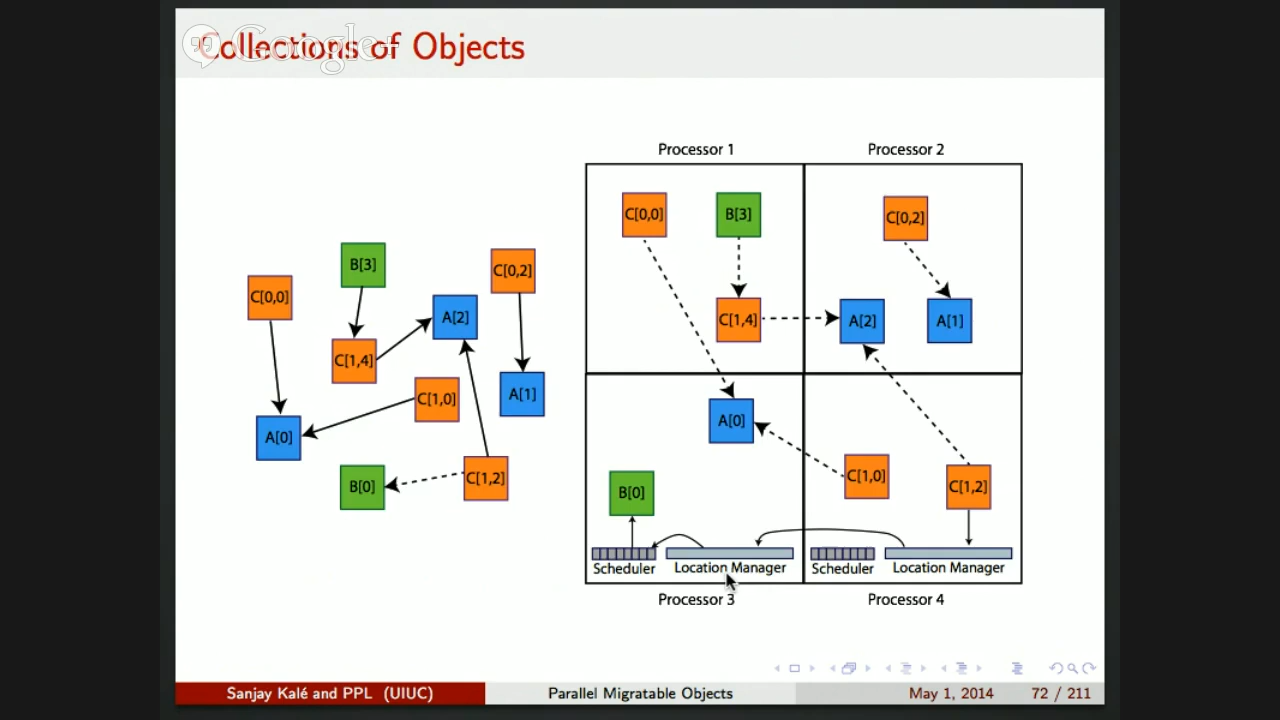 Collections of Objects
Google+
Processor 1
Processor 2
C[0,0]
B[3]
C[0,2]
C[1,4]
A[2]
A[1]
C[1,0]
A[0]
B[0]
C[1,2]
C[0,0]
B[3]
C[1,4]
C[0,2]
A[2]
A[1]
A[0]
B[0]
Scheduler
Location Manager
C[1,0]
C[1,2]
Scheduler
Location Manager
Processor 3
Processor 4
Sanjay Kalé and PPL (UIUC)
Parallel Migratable Objects
May 1, 2014
72 / 211